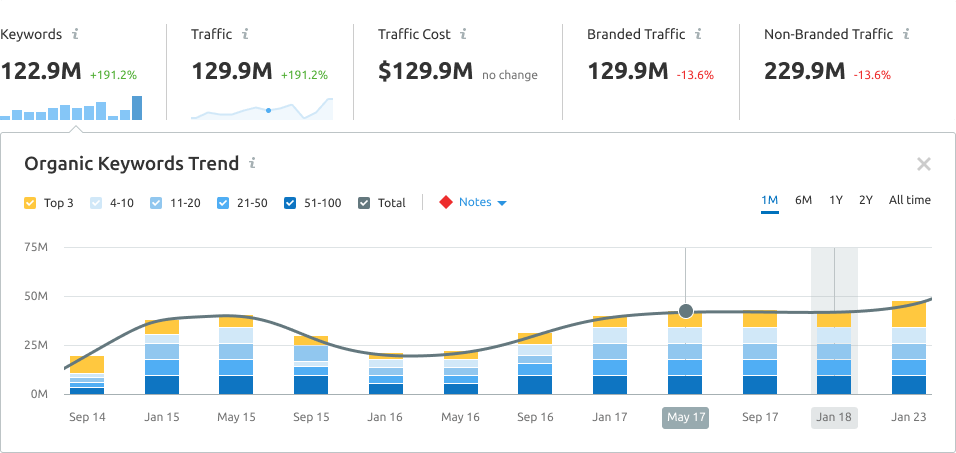 Keywords i Traffic i Traffic Cost i Branded Traffic i Non-Branded Traffic i
122.9M +191.2% 129.9M +191.2% $129.9M no change 129.9M -13.6% 229.9M -13.6%
Organic Keywords Trend i
Top 3 4-10 11-20 21-50 51-100 Total Notes 1M 6M 1Y 2Y All time
75M
50M
25M
0M
Sep 14 Jan 15 May 15 Sep 15 Jan 16 May 16 Sep 16 Jan 17 May 17 Sep 17 Jan 18 Jan 23